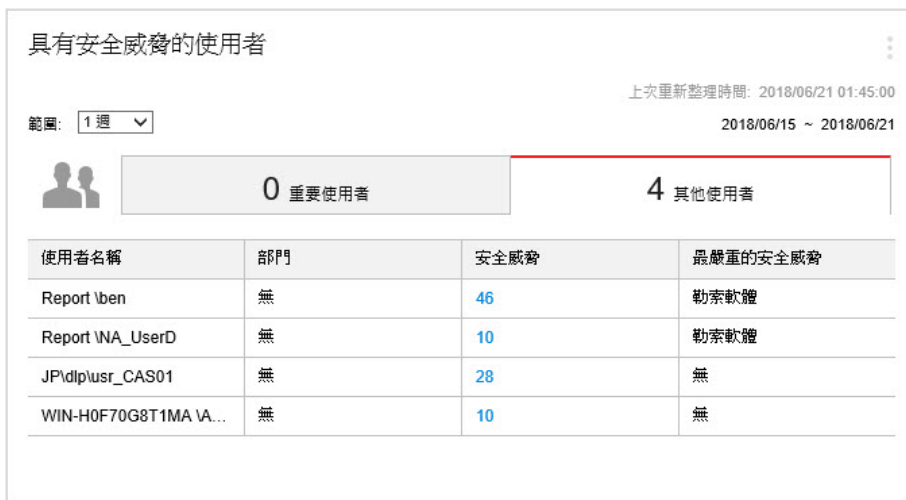 具有安全威脅的使用者
上次重新整理時間: 2018/06/21 01:45:00
範圍: 1 週
2018/06/15 ~ 2018/06/21
0 重要使用者 4 其他使用者
使用者名稱 部門 安全威脅 最嚴重的安全威脅
Report \ben 無 46 勒索軟體
Report \NA_UserD 無 10 勒索軟體
JP\dlp\usr_CAS01 無 28 無
WIN-H0F70G8T1MA \A... 無 10 無